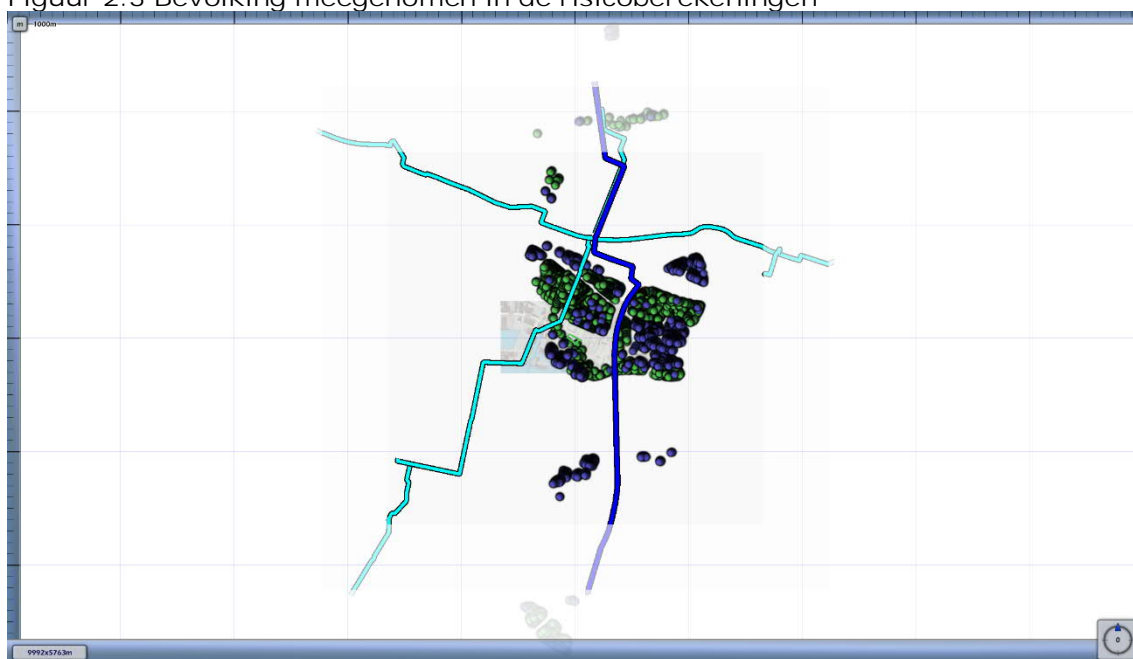 Figuur 2.3 Bevolking meegenomen in de risicoberekeningen
m
1000m
9992x5763m
0